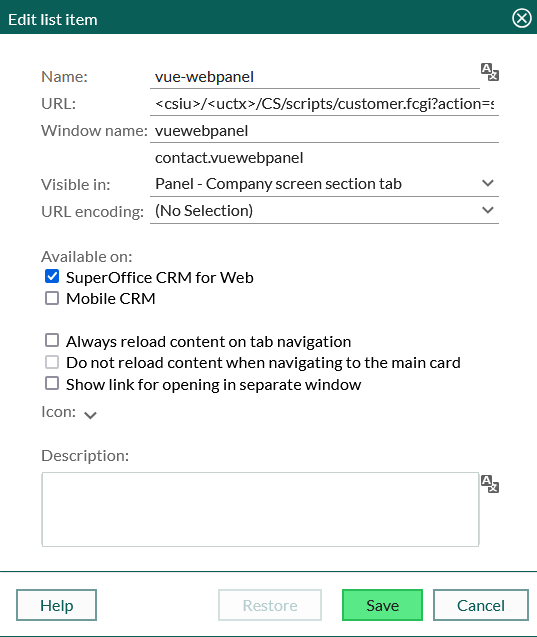 Edit list item
Name: vue-webpanel
URL: <csiu>/<uctx>/CS/scripts/customer.fcgi?action=s
Window name: vuewebpanel
contact.vuewebpanel
Visible in: Panel - Company screen section tab
URL encoding: (No Selection)
Available on:
SuperOffice CRM for Web
Mobile CRM
Always reload content on tab navigation
Do not reload content when navigating to the main card
Show link for opening in separate window
Icon:
Description:
Help Restore Save Cancel